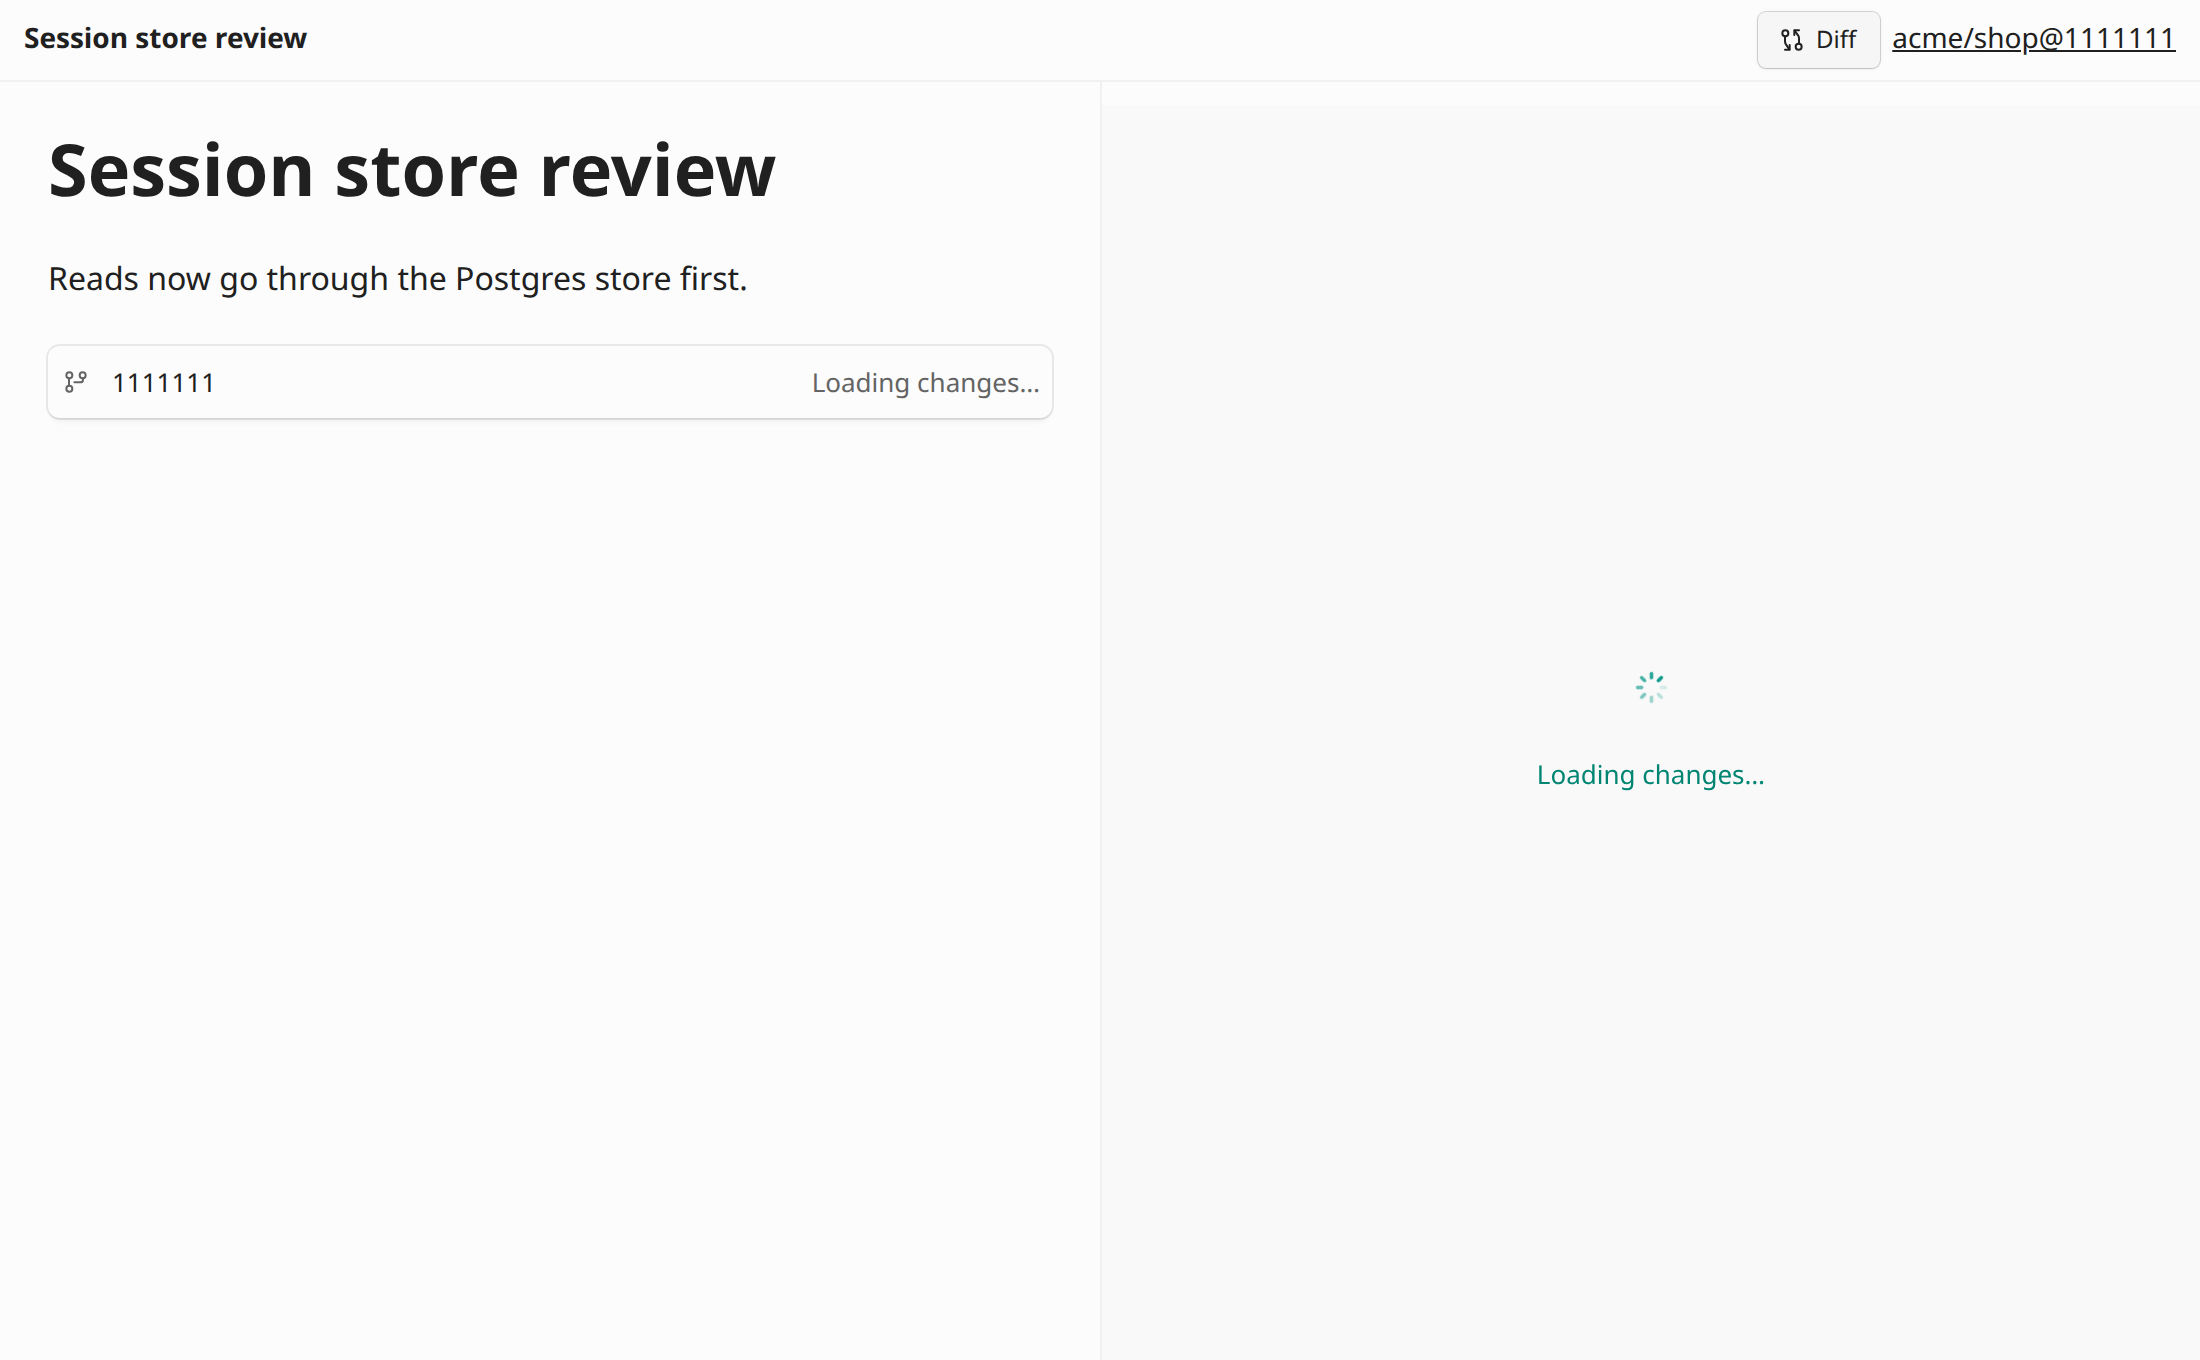 Session store review
Diff
acme/shop@1111111
Session store review
Reads now go through the Postgres store first.
1111111
Loading changes...
Loading changes...